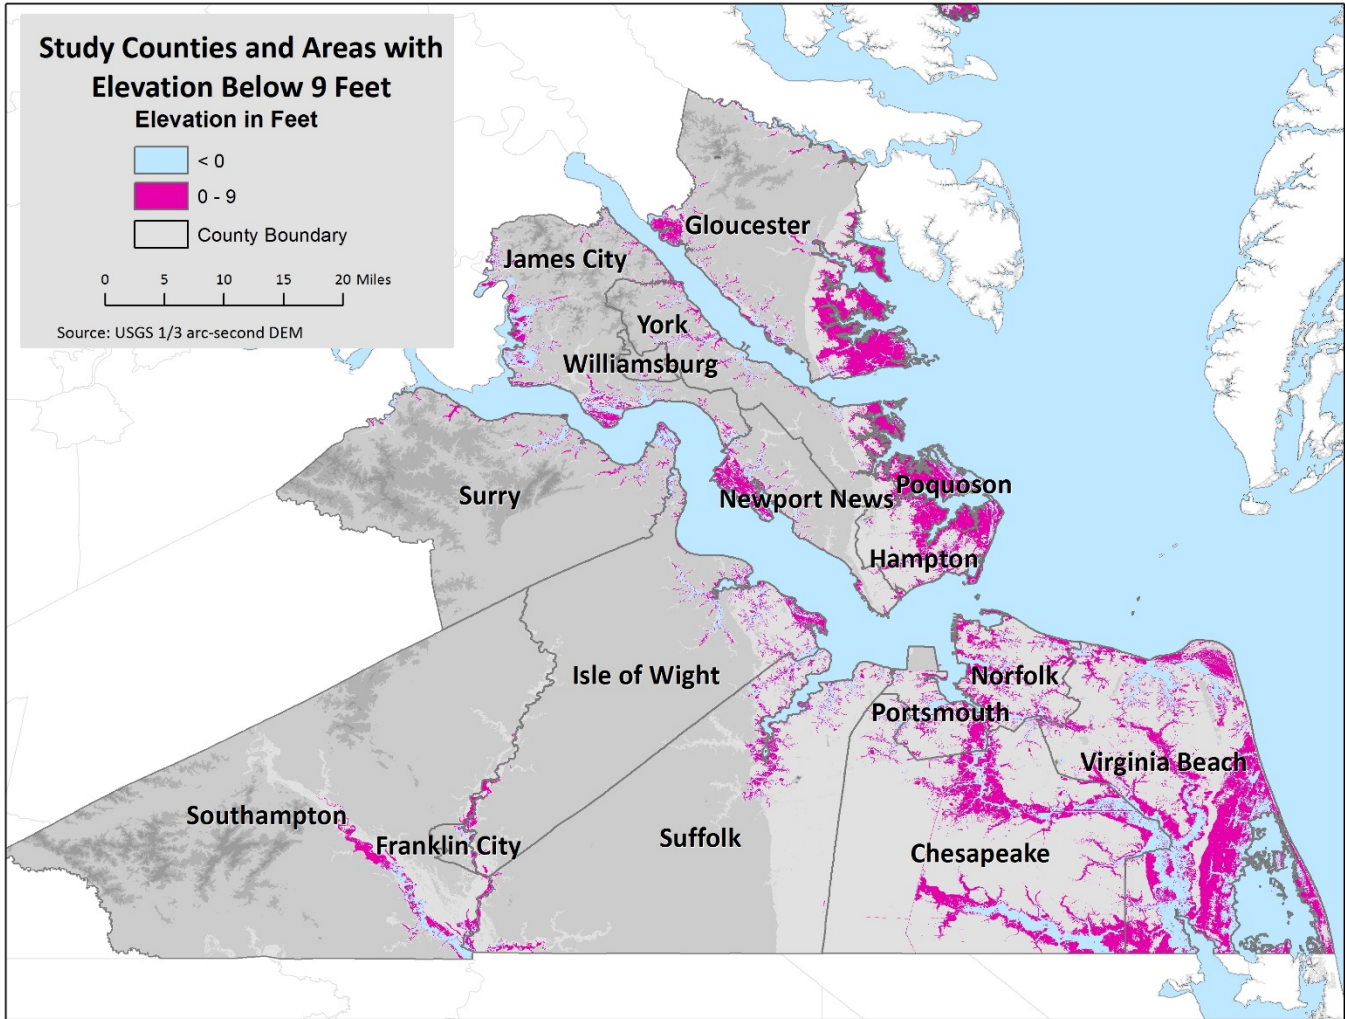 Study Counties and Areas with
Elevation Below 9 Feet
Elevation in Feet
< 0
0 - 9
County Boundary
0 5 10 15 20 Miles
Source: USGS 1/3 arc-second DEM
Gloucester
James City
York
Williamsburg
Surry
Newport News
Poquoson
Hampton
Isle of Wight
Norfolk
Portsmouth
Virginia Beach
Southampton
Franklin City
Suffolk
Chesapeake